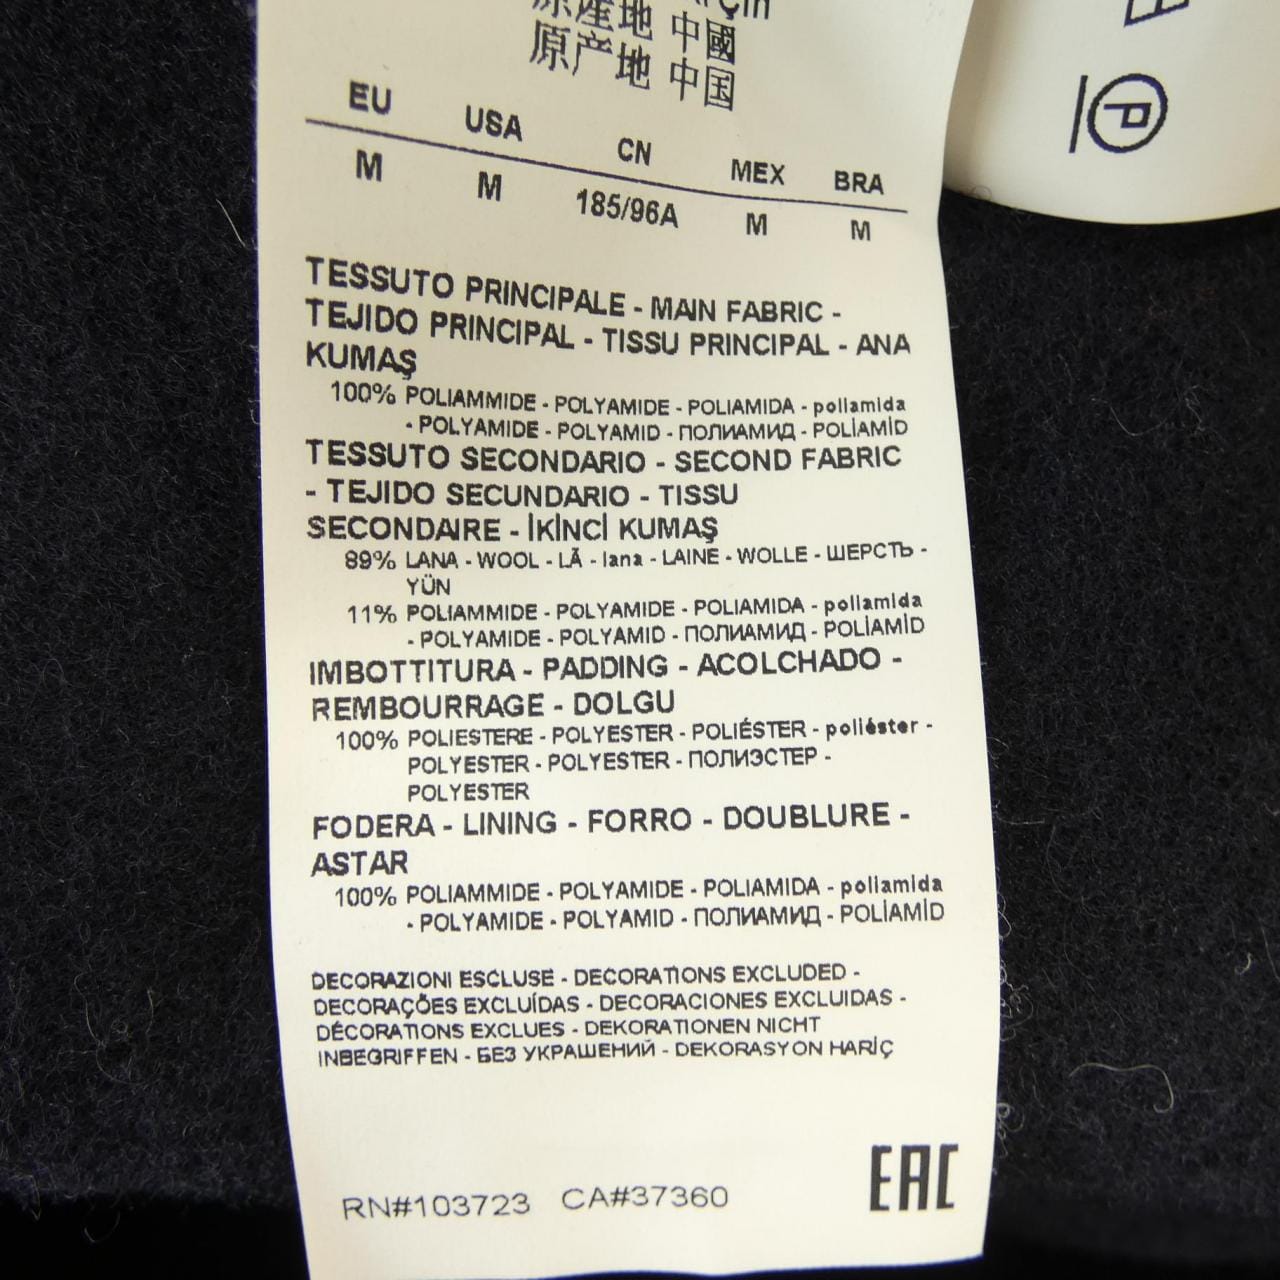 原產地 中國
原产地 中国
EU USA CN MEX BRA
M M 185/96A M M
TESSUTO PRINCIPALE - MAIN FABRIC -
TEJIDO PRINCIPAL - TISSU PRINCIPAL - ANA
KUMAŞ
100% POLIAMMIDE - POLYAMIDE - POLIAMIDA - poliamida
- POLYAMIDE - POLYAMID - ПОЛИАМИД - POLİAMİD
TESSUTO SECONDARIO - SECOND FABRIC
- TEJIDO SECUNDARIO - TISSU
SECONDAIRE - İKİNCİ KUMAŞ
89% LANA - WOOL - LÃ - lana - LAINE - WOLLE - ШЕРСТЬ -
YÜN
11% POLIAMMIDE - POLYAMIDE - POLIAMIDA - poliamida
- POLYAMIDE - POLYAMID - ПОЛИАМИД - POLİAMİD
IMBOTTITURA - PADDING - ACOLCHADO -
REMBOURRAGE - DOLGU
100% POLIESTERE - POLYESTER - POLIÉSTER - poliéster -
POLYESTER - POLYESTER - ПОЛИЭСТЕР -
POLYESTER
FODERA - LINING - FORRO - DOUBLURE -
ASTAR
100% POLIAMMIDE - POLYAMIDE - POLIAMIDA - poliamida
- POLYAMIDE - POLYAMID - ПОЛИАМИД - POLİAMİD
DECORAZIONI ESCLUSE - DECORATIONS EXCLUDED -
DECORAÇÕES EXCLUÍDAS - DECORACIONES EXCLUIDAS -
DÉCORATIONS EXCLUES - DEKORATIONEN NICHT
INBEGRIFFEN - БЕЗ УКРАШЕНИЙ - DEKORASYON HARİÇ
RN#103723 CA#37360
EAC
P